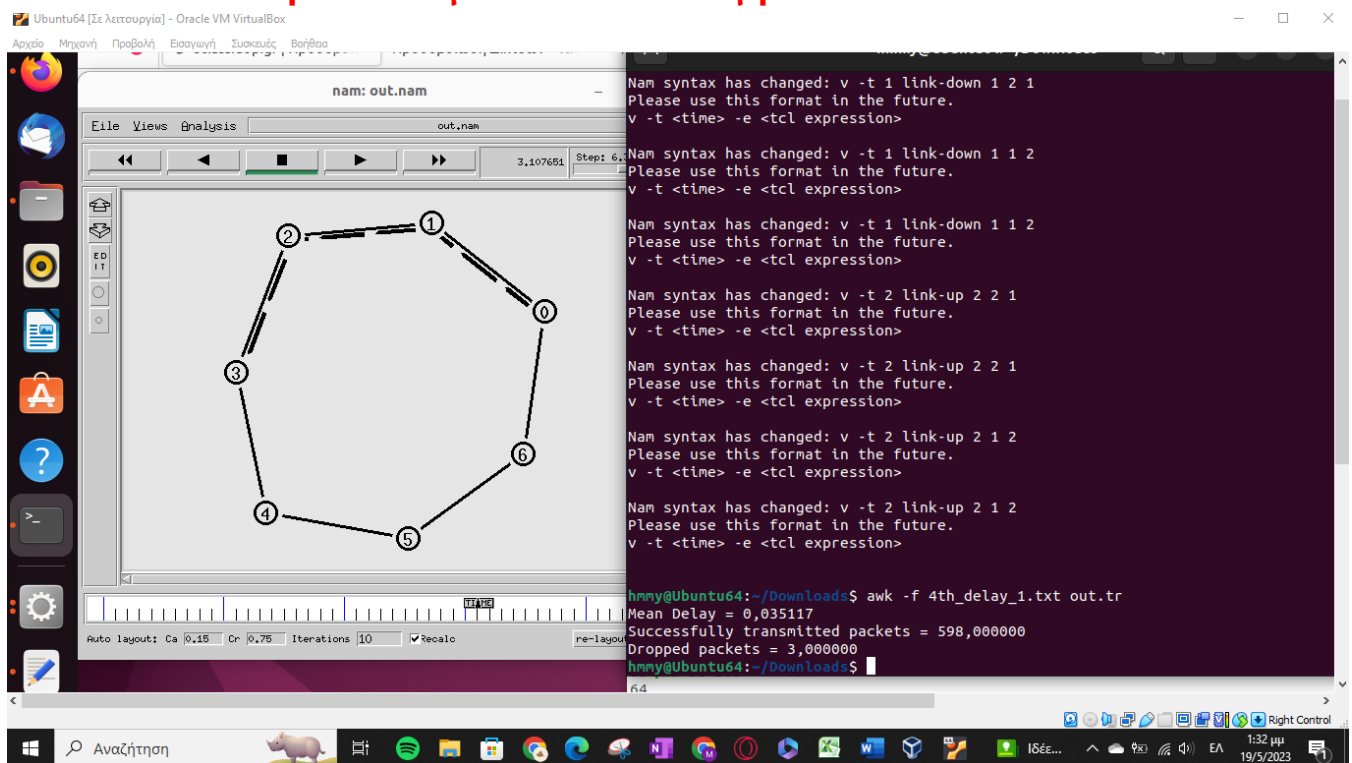 Ubuntu64 [Σε λειτουργία] - Oracle VM VirtualBox
Αρχείο Μηχανή Προβολή Εισαγωγή Συσκευές Βοήθεια
nam: out.nam
File Views Analysis out.nam
3.107651 Step: 6.
ED
IT
2
1
0
3
6
4
5
TIME
Auto layout: Ca 0.15 Cr 0.75 Iterations 10 Recalc re-layou
Nam syntax has changed: v -t 1 link-down 1 2 1
Please use this format in the future.
v -t <time> -e <tcl expression>
Nam syntax has changed: v -t 1 link-down 1 1 2
Please use this format in the future.
v -t <time> -e <tcl expression>
Nam syntax has changed: v -t 1 link-down 1 1 2
Please use this format in the future.
v -t <time> -e <tcl expression>
Nam syntax has changed: v -t 2 link-up 2 2 1
Please use this format in the future.
v -t <time> -e <tcl expression>
Nam syntax has changed: v -t 2 link-up 2 2 1
Please use this format in the future.
v -t <time> -e <tcl expression>
Nam syntax has changed: v -t 2 link-up 2 1 2
Please use this format in the future.
v -t <time> -e <tcl expression>
Nam syntax has changed: v -t 2 link-up 2 1 2
Please use this format in the future.
v -t <time> -e <tcl expression>
hmmy@Ubuntu64:~/Downloads$ awk -f 4th_delay_1.txt out.tr
Mean Delay = 0,035117
Successfully transmitted packets = 598,000000
Dropped packets = 3,000000
hmmy@Ubuntu64:~/Downloads$
64
Right Control
Αναζήτηση
Ιδέε...
ΕΛ
1:32 μμ
19/5/2023